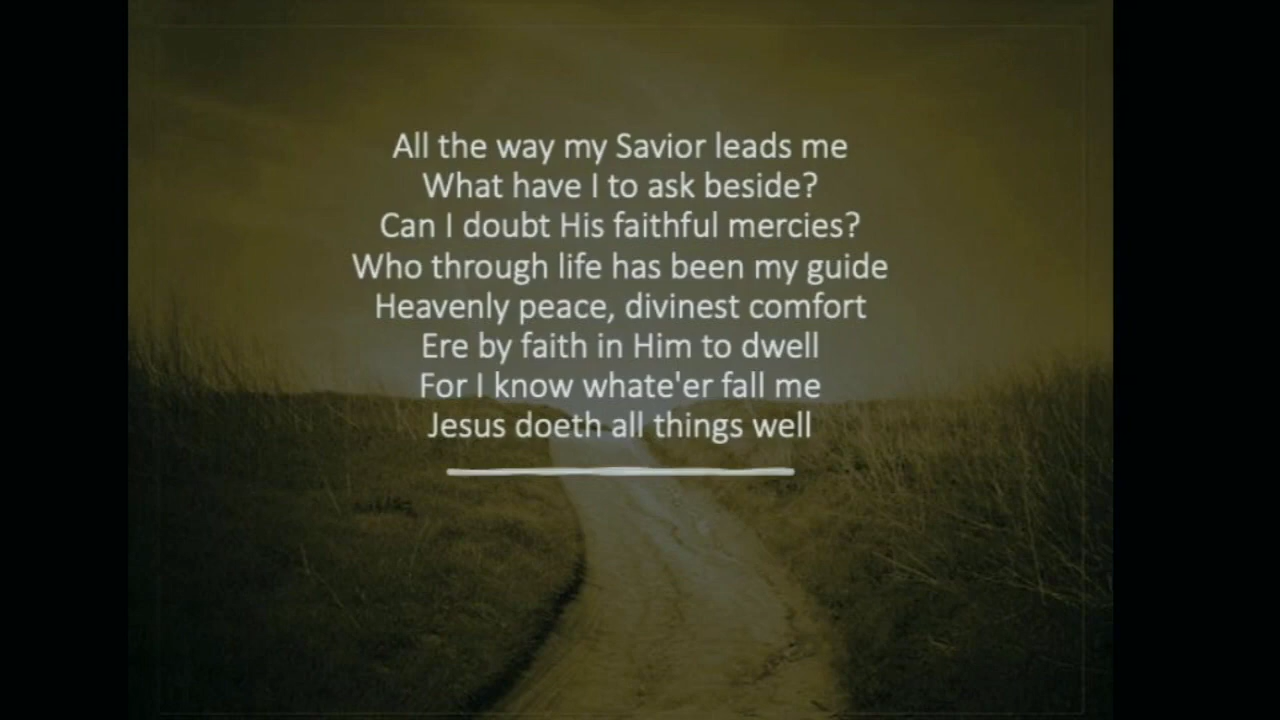 All the way my Savior leads me
What have I to ask beside?
Can I doubt His faithful mercies?
Who through life has been my guide
Heavenly peace, divinest comfort
Ere by faith in Him to dwell
For I know whate'er fall me
Jesus doeth all things well